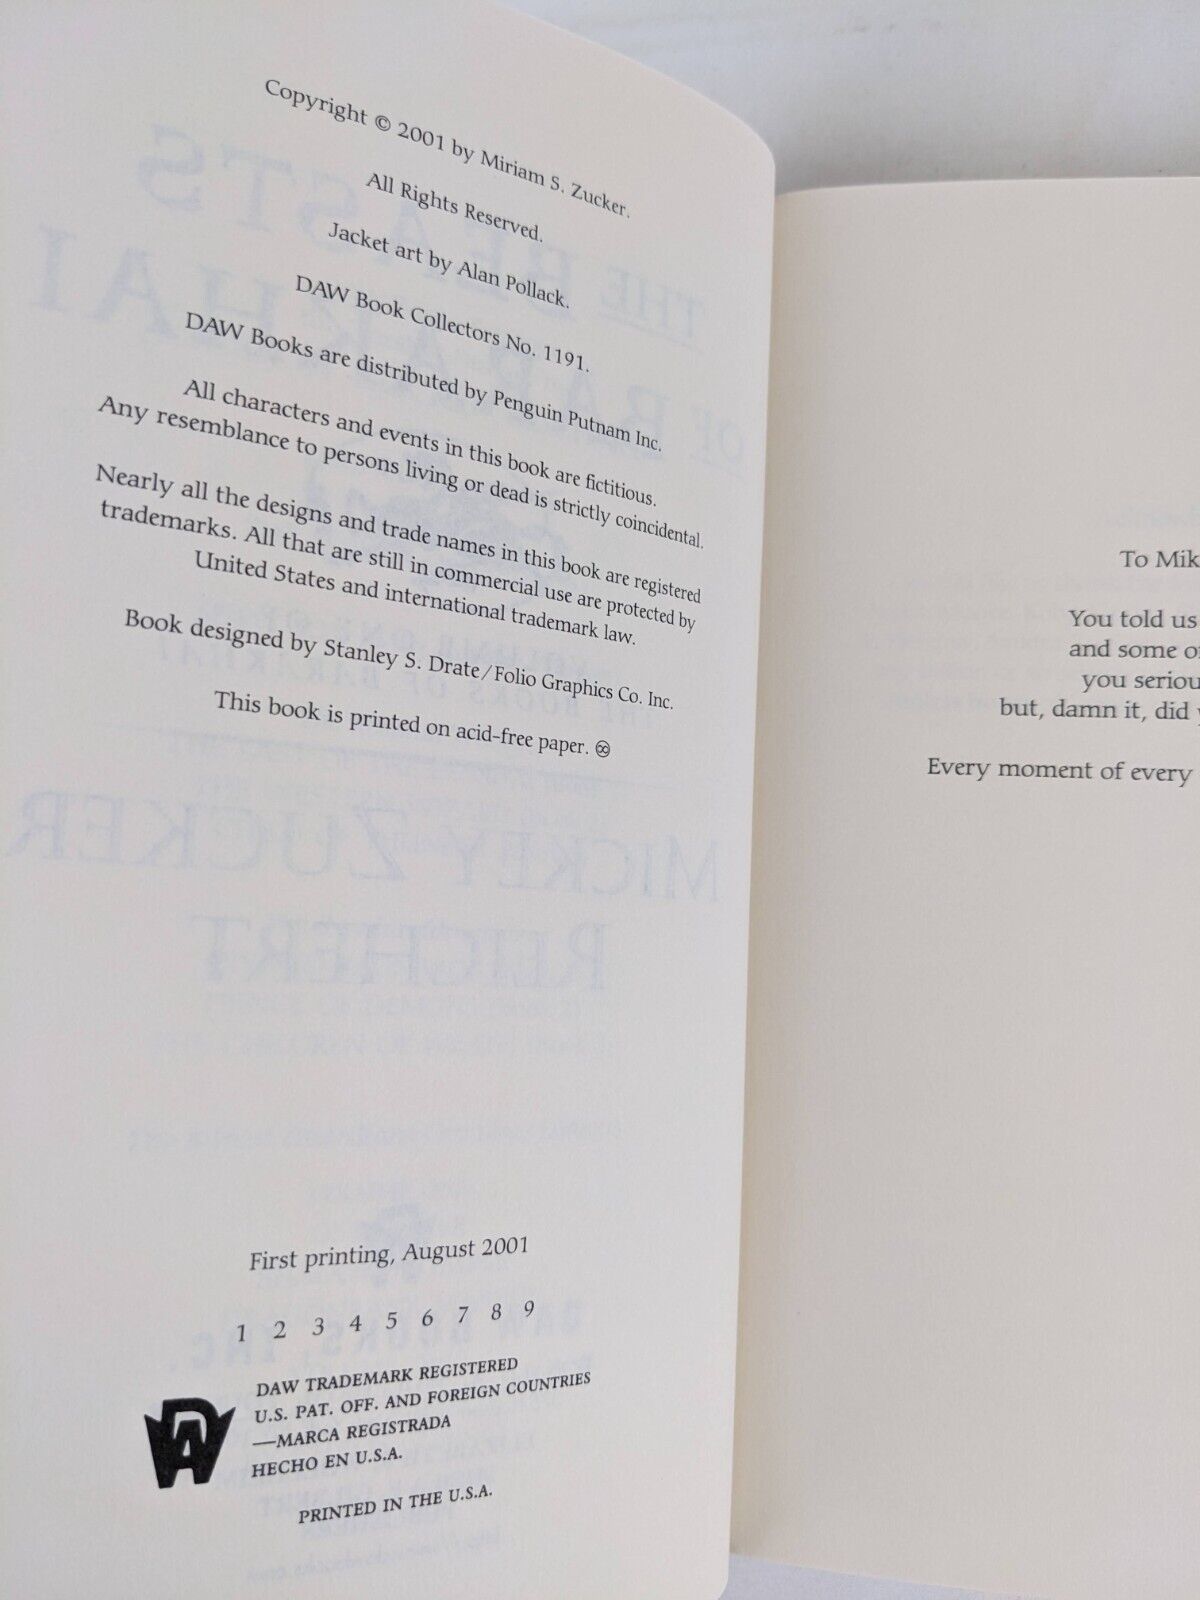 Copyright © 2001 by Miriam S. Zucker.
All Rights Reserved.
Jacket art by Alan Pollack.
DAW Book Collectors No. 1191.
DAW Books are distributed by Penguin Putnam Inc.
All characters and events in this book are fictitious.
Any resemblance to persons living or dead is strictly coincidental.
Nearly all the designs and trade names in this book are registered
trademarks. All that are still in commercial use are protected by
United States and international trademark law.
Book designed by Stanley S. Drate/Folio Graphics Co. Inc.
This book is printed on acid-free paper. ♾
First printing, August 2001
1 2 3 4 5 6 7 8 9
DAW
DAW TRADEMARK REGISTERED
U.S. PAT. OFF. AND FOREIGN COUNTRIES
—MARCA REGISTRADA
HECHO EN U.S.A.
PRINTED IN THE U.S.A.
To Mik
You told us
and some of
you seriou
but, damn it, did
Every moment of every